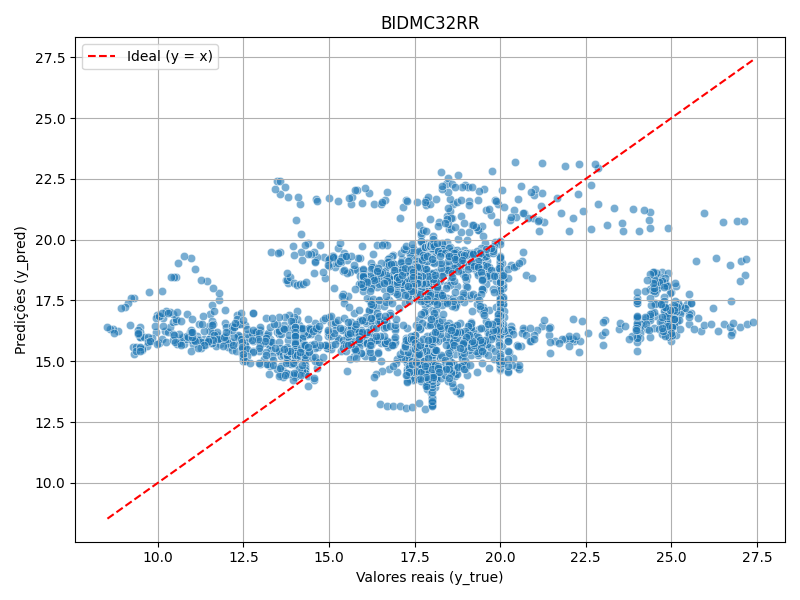 BIDMC32RR
Ideal (y = x)
27.5
25.0
22.5
20.0
17.5
15.0
12.5
10.0
Predições (y_pred)
10.0 12.5 15.0 17.5 20.0 22.5 25.0 27.5
Valores reais (y_true)